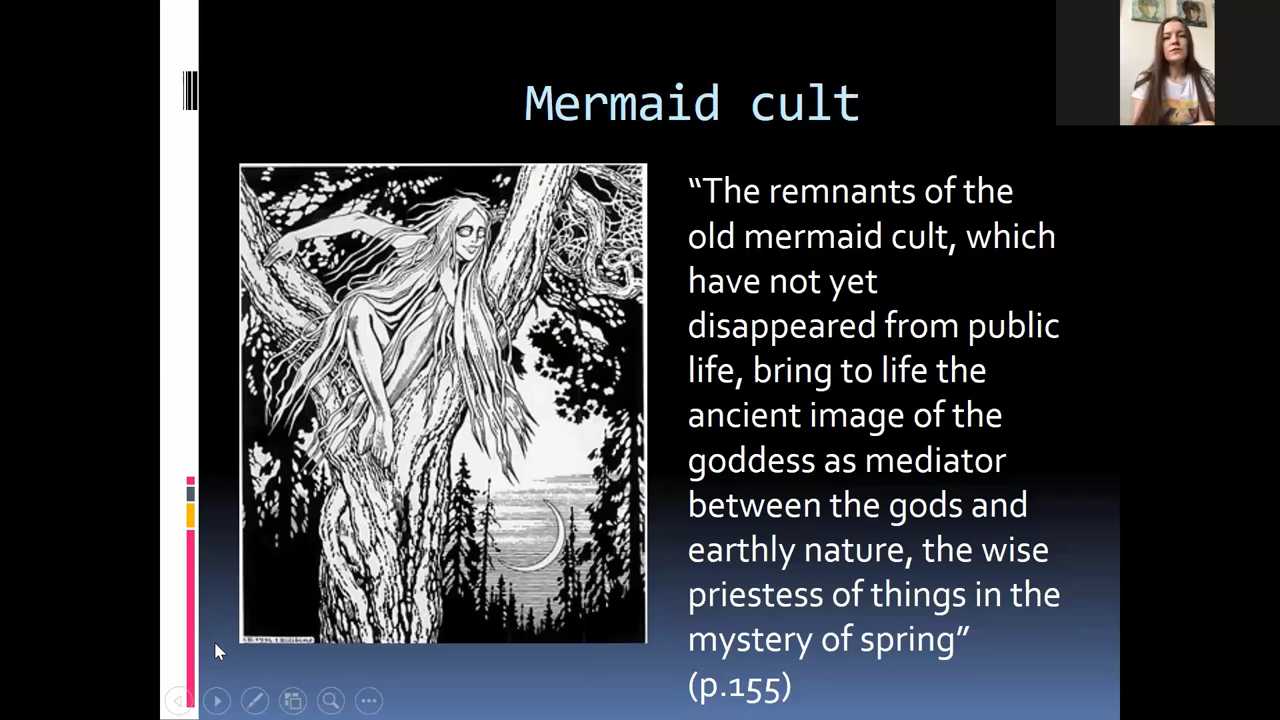 Mermaid cult
“The remnants of the
old mermaid cult, which
have not yet
disappeared from public
life, bring to life the
ancient image of the
goddess as mediator
between the gods and
earthly nature, the wise
priestess of things in the
mystery of spring”
(p.155)